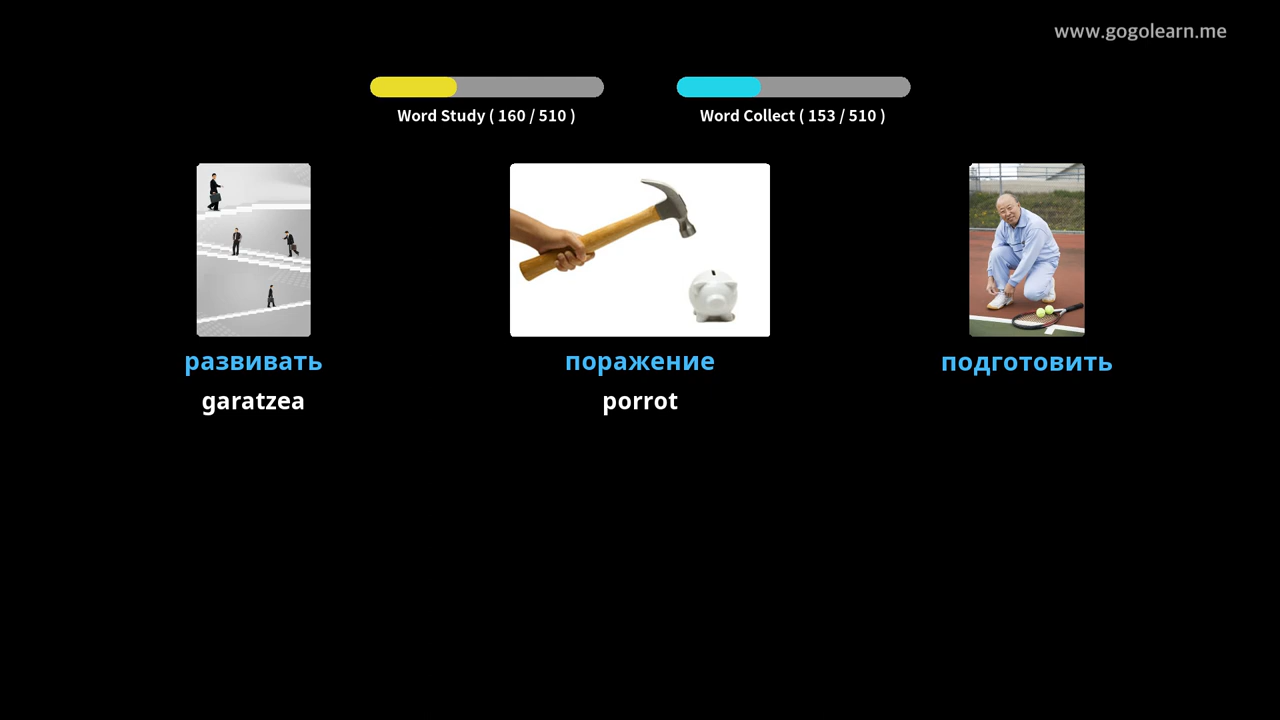 www.gogolearn.me
Word Study ( 160 / 510 )
Word Collect ( 153 / 510 )
развивать
garatzea
поражение
porrot
подготовить